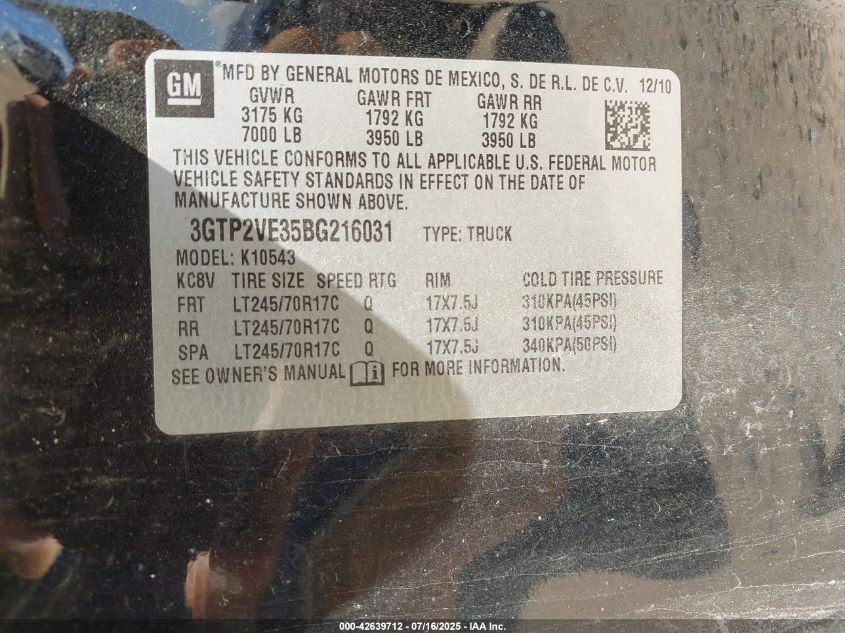 GM ® MFD BY GENERAL MOTORS DE MEXICO, S. DE R.L. DE C.V. 12/10
GVWR GAWR FRT GAWR RR
3175 KG 1792 KG 1792 KG
7000 LB 3950 LB 3950 LB
THIS VEHICLE CONFORMS TO ALL APPLICABLE U.S. FEDERAL MOTOR
VEHICLE SAFETY STANDARDS IN EFFECT ON THE DATE OF
MANUFACTURE SHOWN ABOVE.
3GTP2VE35BG216031 TYPE: TRUCK
MODEL: K10543
KC8V TIRE SIZE SPEED RTG RIM COLD TIRE PRESSURE
FRT LT245/70R17C Q 17X7.5J 310KPA(45PSI)
RR LT245/70R17C Q 17X7.5J 310KPA(45PSI)
SPA LT245/70R17C Q 17X7.5J 340KPA(50PSI)
SEE OWNER'S MANUAL FOR MORE INFORMATION.
000-42639712 - 07/16/2025 - IAA Inc.